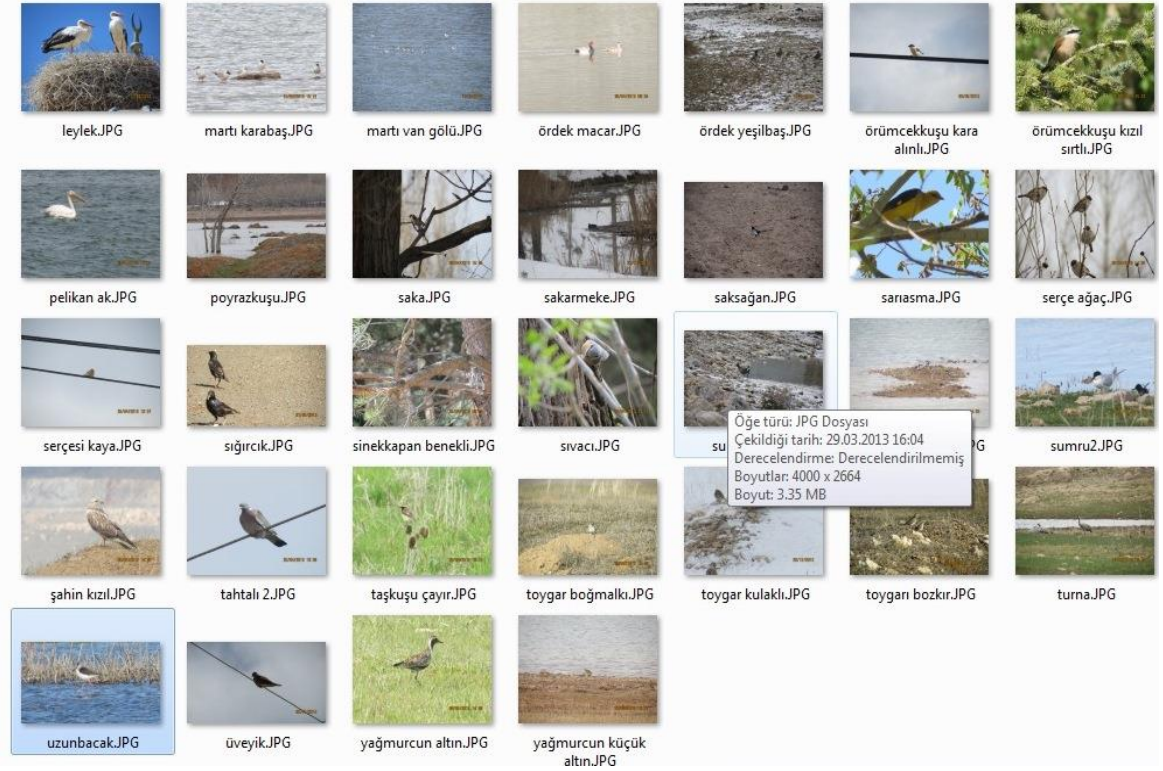 leylek.JPG
martı karabaş.JPG
martı van gölü.JPG
ördek macar.JPG
ördek yeşilbaş.JPG
örümcekkuşu kara
alınlı.JPG
örümcekkuşu kızıl
sırtlı.JPG
pelikan ak.JPG
poyrazkuşu.JPG
saka.JPG
sakarmeke.JPG
saksağan.JPG
sarıasma.JPG
serçe ağaç.JPG
serçesi kaya.JPG
sığırcık.JPG
sinekkapan benekli.JPG
sıvacı.JPG
su
PG
sumru2.JPG
Öğe türü: JPG Dosyası
Çekildiği tarih: 29.03.2013 16:04
Derecelendirme: Derecelendirilmemiş
Boyutlar: 4000 x 2664
Boyut: 3.35 MB
şahin kızıl.JPG
tahtalı 2.JPG
taşkuşu çayır.JPG
toygar boğmalkı.JPG
toygar kulaklı.JPG
toygarı bozkır.JPG
turna.JPG
uzunbacak.JPG
üveyik.JPG
yağmurcun altın.JPG
yağmurcun küçük
altın.JPG